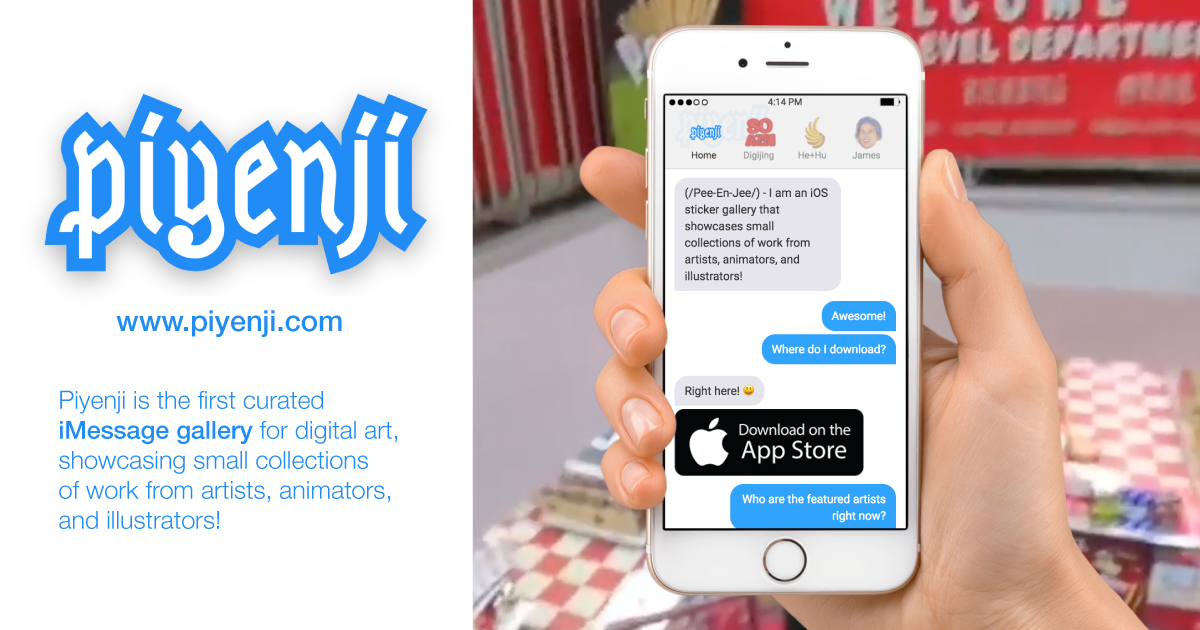 piyenji
www.piyenji.com
Piyenji is the first curated
iMessage gallery for digital art,
showcasing small collections
of work from artists, animators,
and illustrators!
WELCOME
EVEL DEPARTME
4:14 PM
piyenji
Home
Digijing
He+Hu
James
(/Pee-En-Jee/) - I am an iOS
sticker gallery that
showcases small
collections of work from
artists, animators, and
illustrators!
Awesome!
Where do I download?
Right here! 😃
Download on the
App Store
Who are the featured artists
right now?